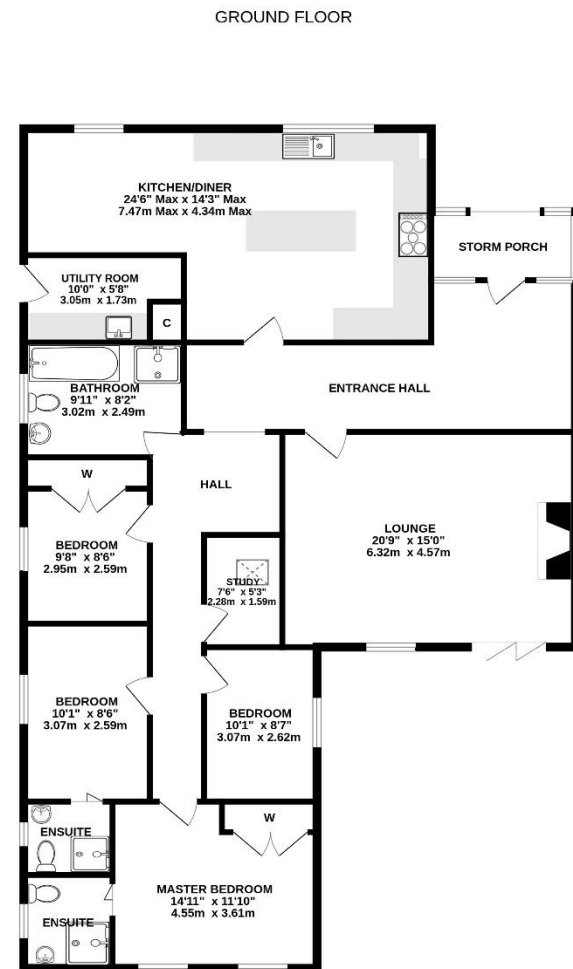 GROUND FLOOR
KITCHEN/DINER
24'6" Max x 14'3" Max
7.47m Max x 4.34m Max
STORM PORCH
UTILITY ROOM
10'0" x 5'8"
3.05m x 1.73m
C
BATHROOM
9'11" x 8'2"
3.02m x 2.49m
ENTRANCE HALL
W
HALL
BEDROOM
9'8" x 8'6"
2.95m x 2.59m
LOUNGE
20'9" x 15'0"
6.32m x 4.57m
STUDY
7'6" x 5'3"
2.28m x 1.59m
BEDROOM
10'1" x 8'6"
3.07m x 2.59m
BEDROOM
10'1" x 8'7"
3.07m x 2.62m
W
ENSUITE
MASTER BEDROOM
14'11" x 11'10"
4.55m x 3.61m
ENSUITE